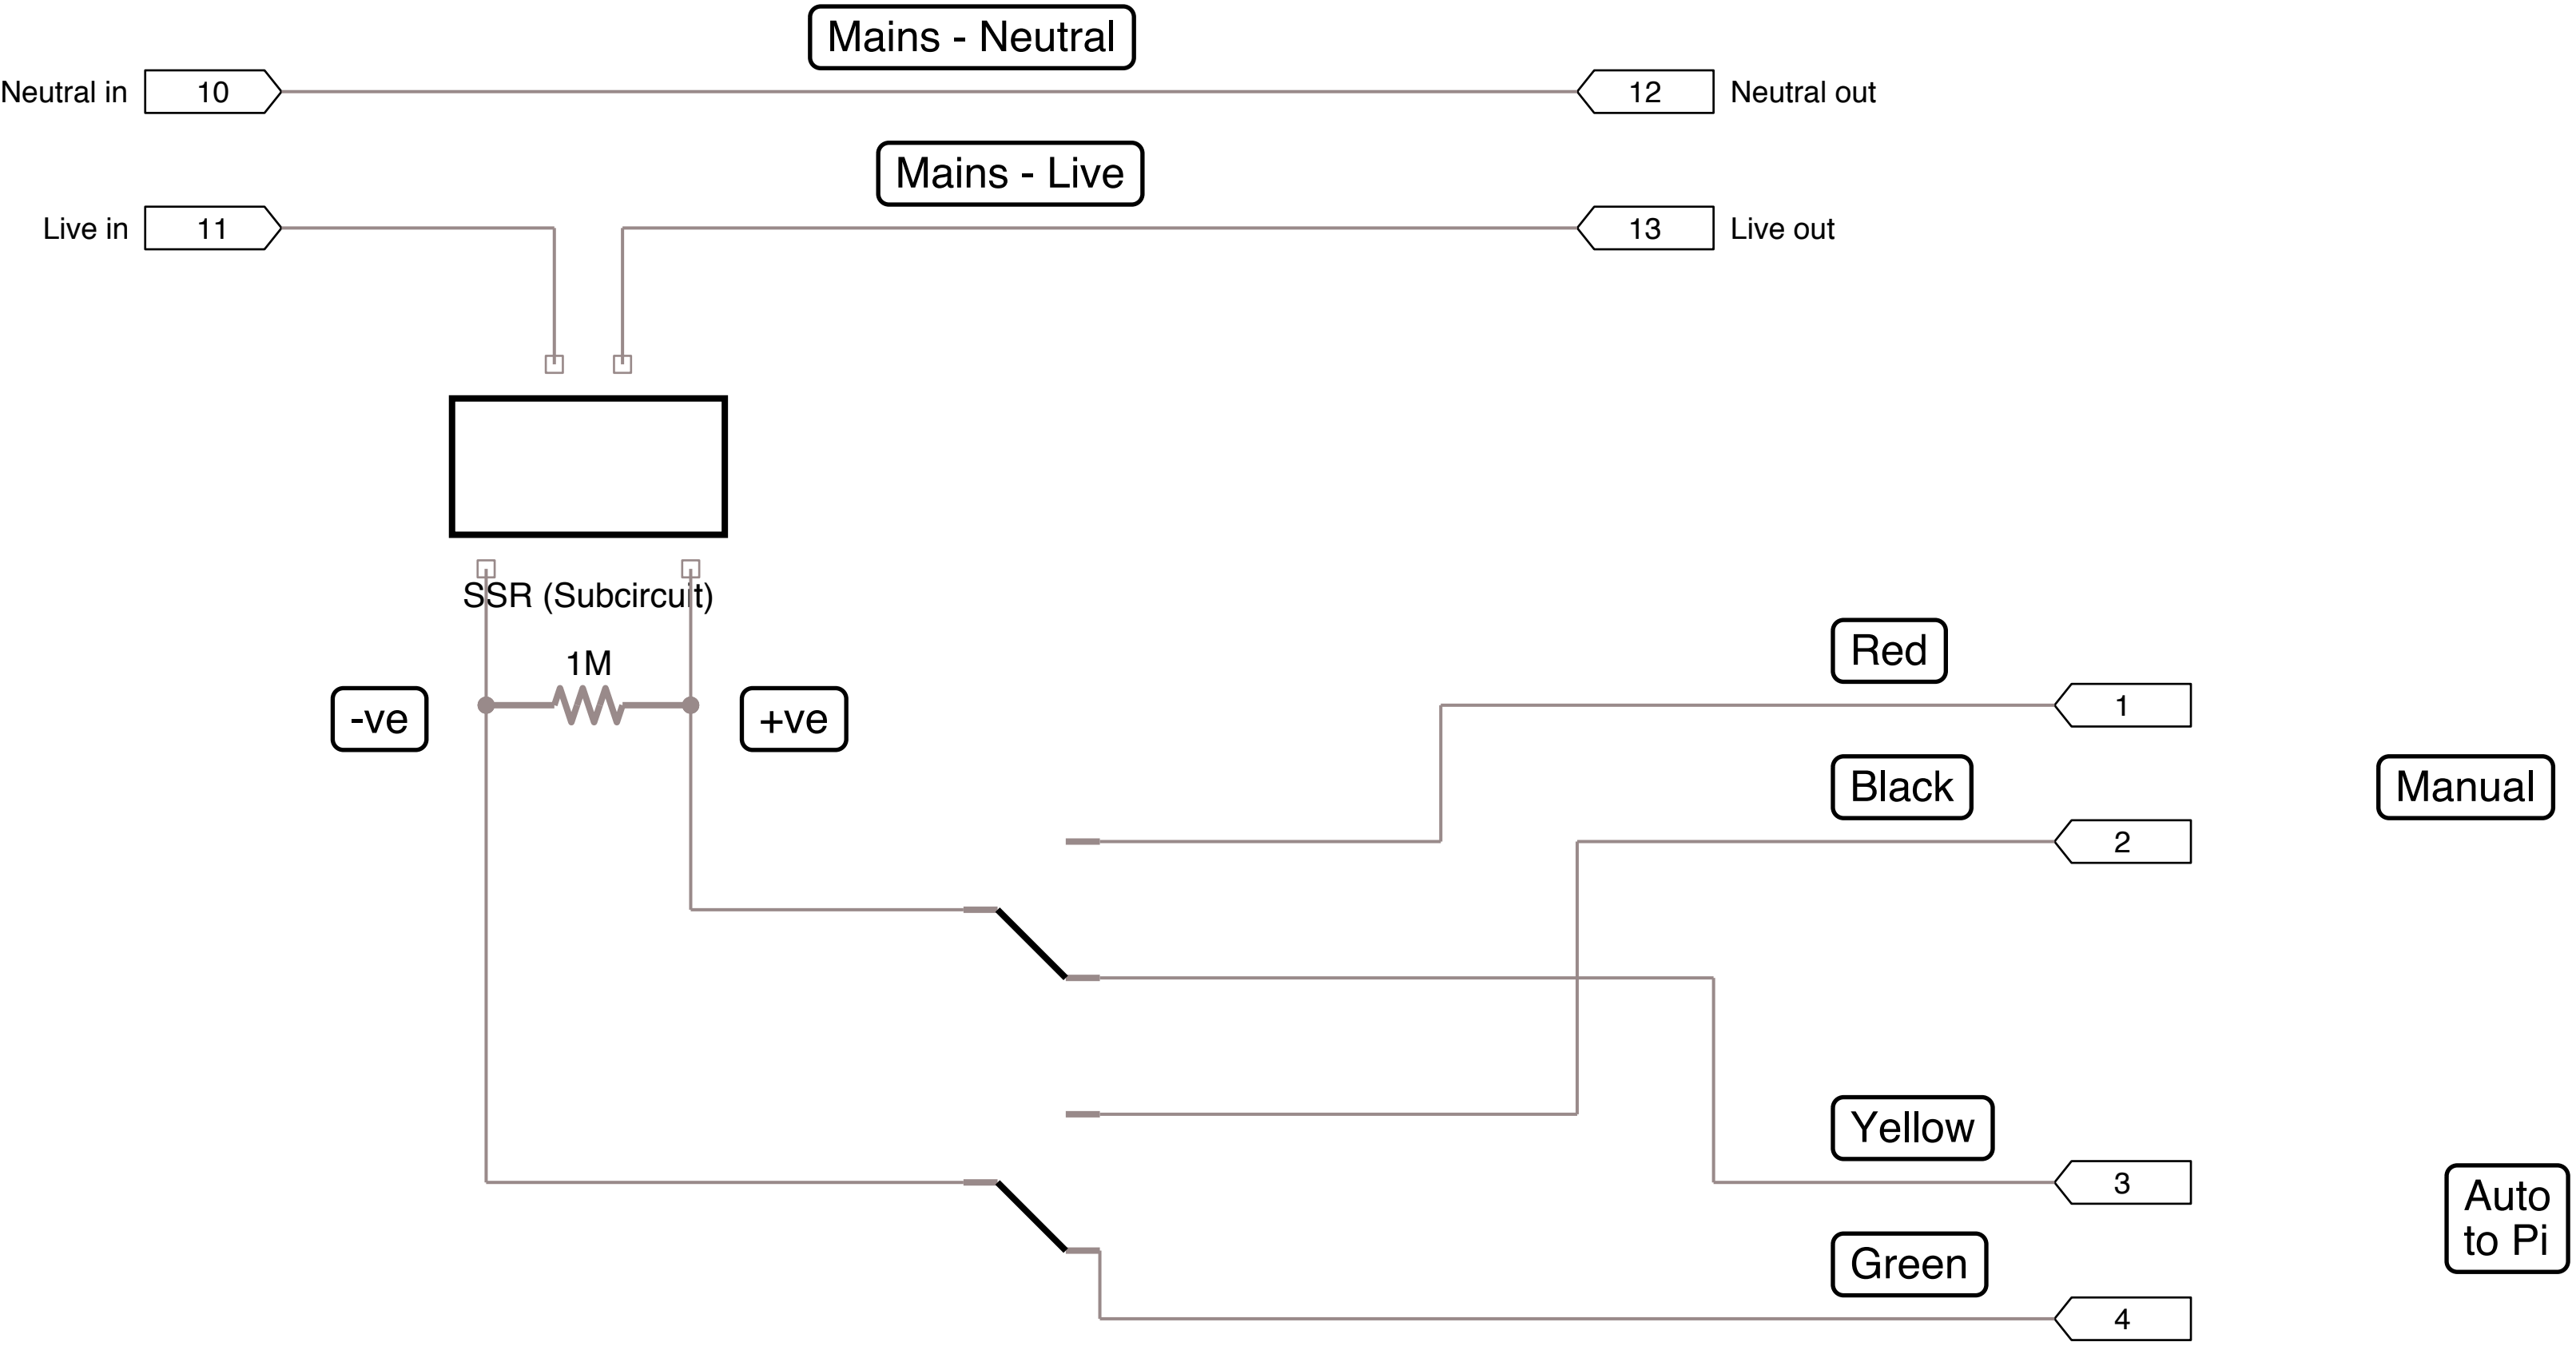 Mains - Neutral
Neutral in 10 12 Neutral out
Mains - Live
Live in 11 13 Live out
SSR (Subcircuit)
1M
-ve +ve
Red
1
Black
2
Manual
Yellow
3
Auto
to Pi
Green
4